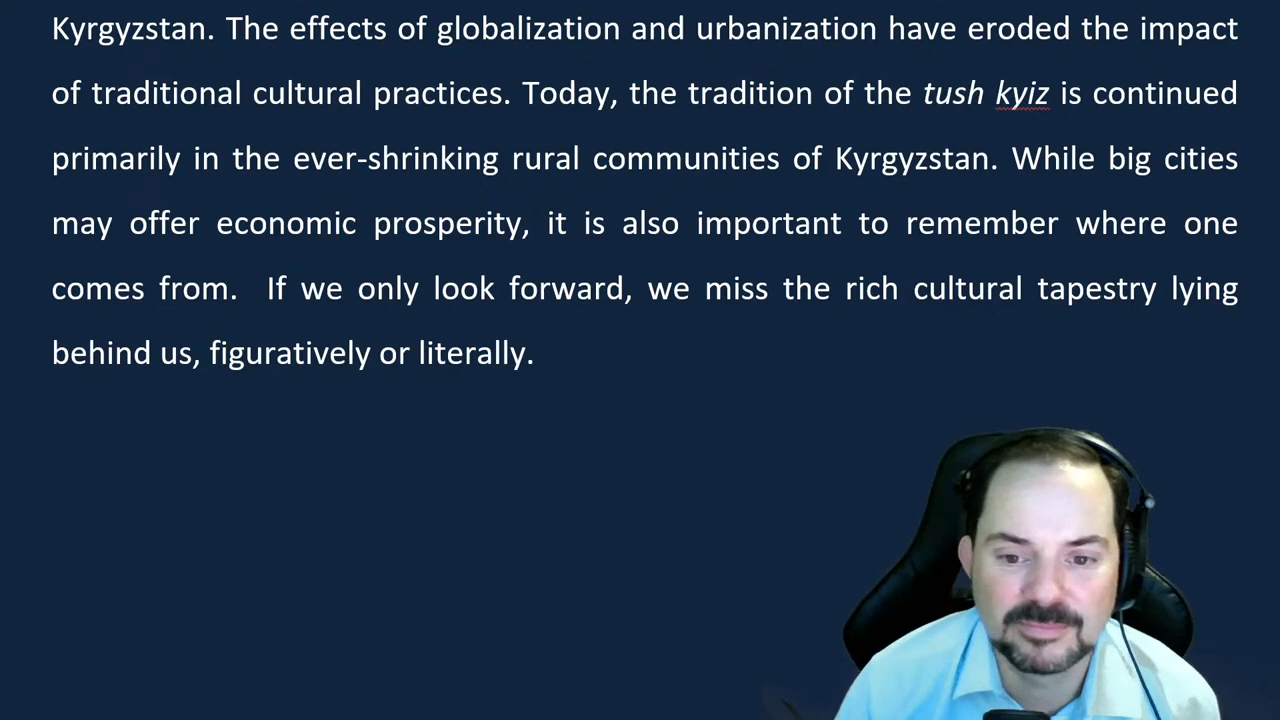 Kyrgyzstan. The effects of globalization and urbanization have eroded the impact
of traditional cultural practices. Today, the tradition of the tush kyiz is continued
primarily in the ever-shrinking rural communities of Kyrgyzstan. While big cities
may offer economic prosperity, it is also important to remember where one
comes from.  If we only look forward, we miss the rich cultural tapestry lying
behind us, figuratively or literally.